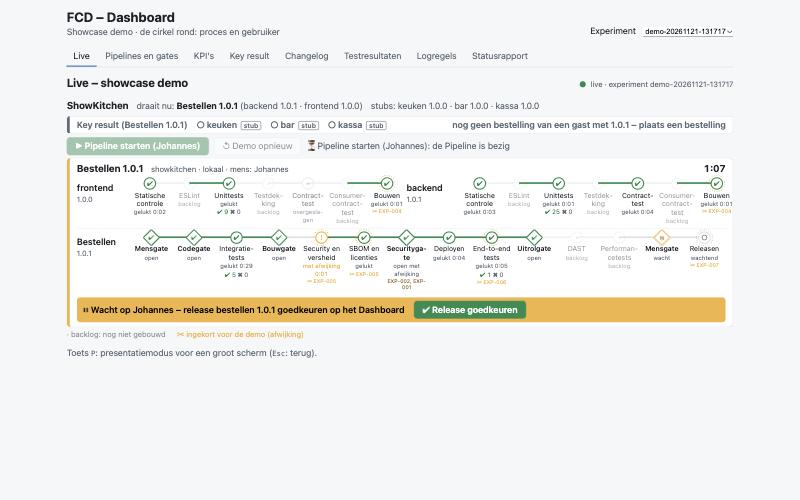 FCD – Dashboard
Showcase demo - de cirkel rond: proces en gebruiker
Experiment demo-20261121-131717
Live Pipelines en gates KPI's Key result Changelog Testresultaten Logregels Statusrapport
Live – showcase demo
live · experiment demo-20261121-131717
ShowKitchen draait nu: Bestellen 1.0.1 (backend 1.0.1 · frontend 1.0.0) stubs: keuken 1.0.0 · bar 1.0.0 · kassa 1.0.0
Key result (Bestellen 1.0.1) keuken stub bar stub kassa stub nog geen bestelling van een gast met 1.0.1 – plaats een bestelling
▶ Pipeline starten (Johannes) ↺ Demo opnieuw ⏳ Pipeline starten (Johannes): de Pipeline is bezig
Bestellen 1.0.1 showkitchen · lokaal · mens: Johannes 1:07
frontend
1.0.0
Statische controle
gelukt 0:02
ESLint
backlog
Unittests
gelukt
✔ 9 ✖ 0
Testdek-
king
backlog
Contract-
test
overgesla-
gen
Consumer-
contract-
test
backlog
Bouwen
gelukt 0:01
✂ EXP-004
backend
1.0.1
Statische controle
gelukt 0:03
ESLint
backlog
Unittests
gelukt 0:01
✔ 25 ✖ 0
Testdek-
king
backlog
Contract-
test
gelukt 0:04
Consumer-
contract-
test
backlog
Bouwen
gelukt 0:01
✂ EXP-004
Bestellen
1.0.1
Mensgate
open
Codegate
open
Integratie-
tests
gelukt 0:29
✔ 5 ✖ 0
Bouwgate
open
Security en
versheid
met afwijking
0:01
✂ EXP-005
SBOM en
licenties
gelukt
✂ EXP-005
Securityga-
te
open met
afwijking
EXP-002, EXP-
001
Deployen
gelukt 0:04
End-to-end
tests
gelukt 0:05
✔ 1 ✖ 0
✂ EXP-006
Uitrolgate
open
DAST
backlog
Performan-
cetests
backlog
Mensgate
wacht
Releasen
wachtend
✂ EXP-007
⏸ Wacht op Johannes – release bestellen 1.0.1 goedkeuren op het Dashboard ✔ Release goedkeuren
· backlog: nog niet gebouwd ✂ ingekort voor de demo (afwijking)
Toets P: presentatiemodus voor een groot scherm (Esc: terug).